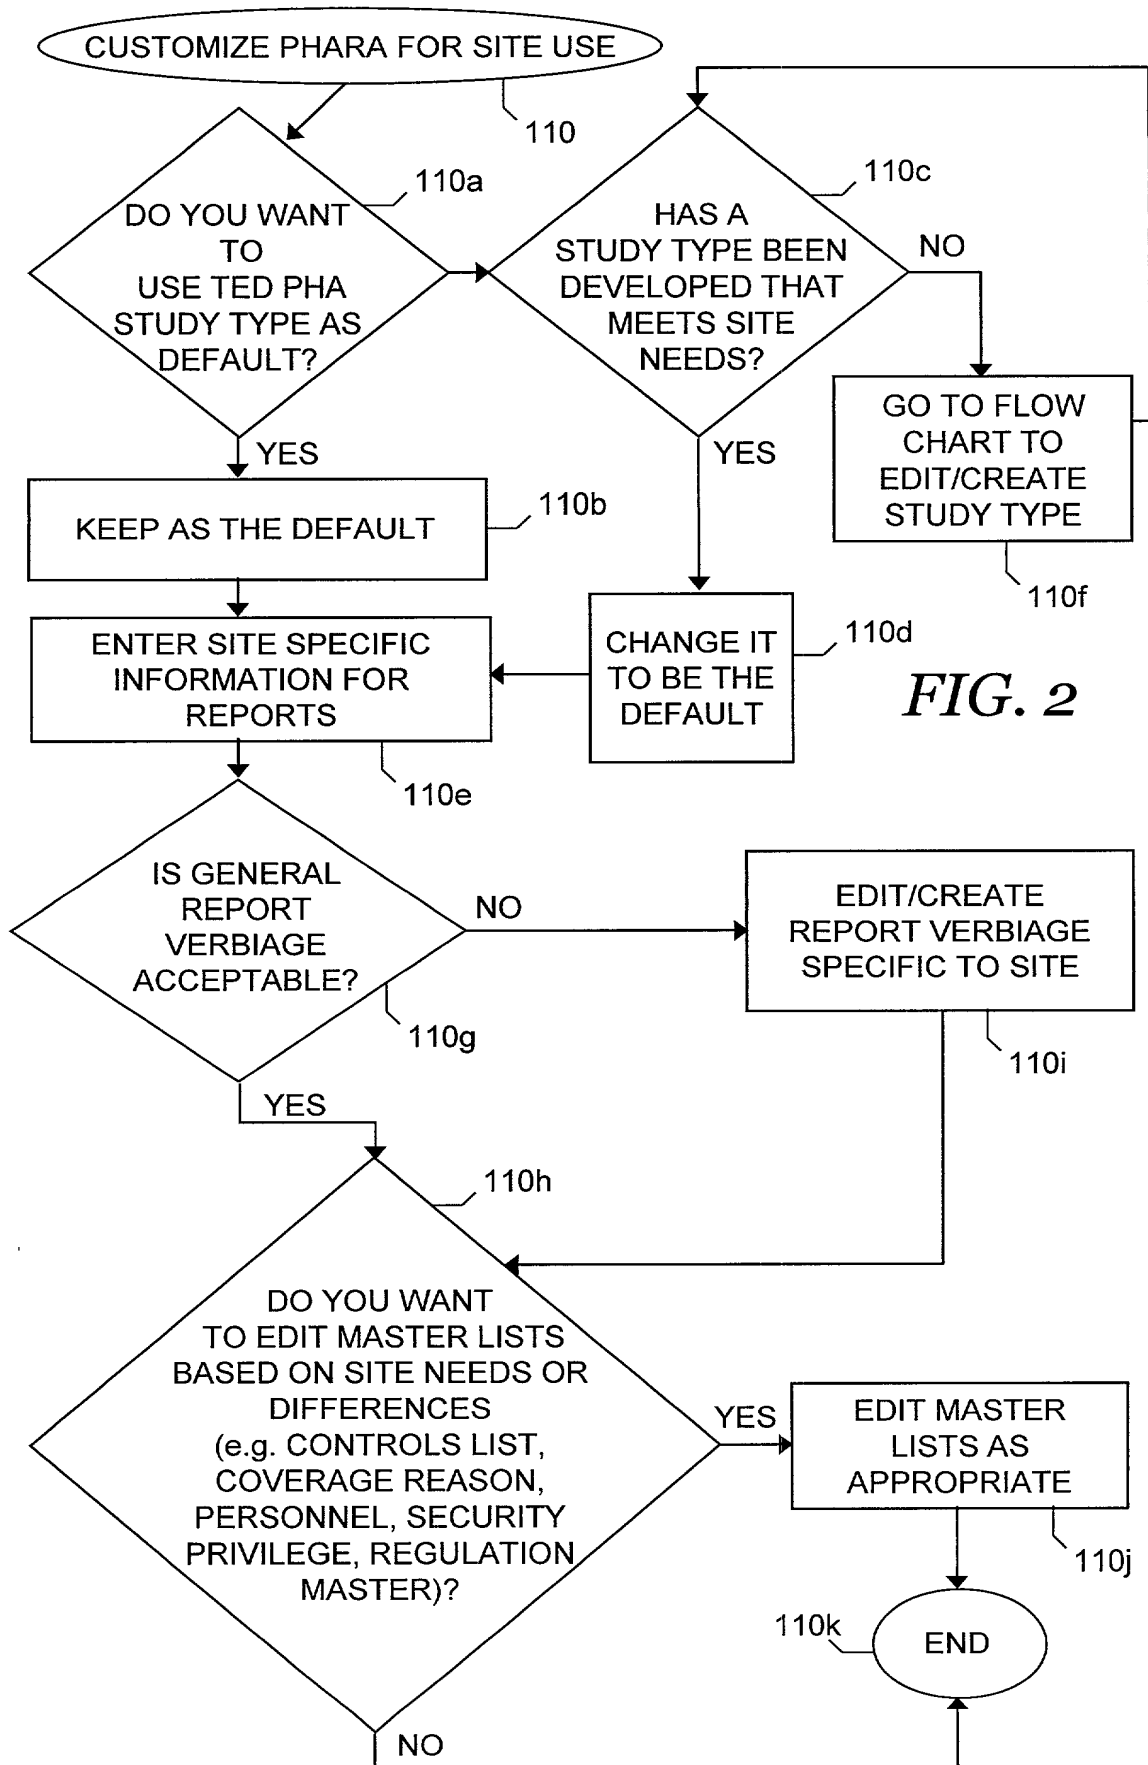 CUSTOMIZE PHARA FOR SITE USE
110
110a
DO YOU WANT
TO
USE TED PHA
STUDY TYPE AS
DEFAULT?
YES
110c
HAS A
STUDY TYPE BEEN
DEVELOPED THAT
MEETS SITE
NEEDS?
NO
YES
GO TO FLOW
CHART TO
EDIT/CREATE
STUDY TYPE
110f
KEEP AS THE DEFAULT
110b
ENTER SITE SPECIFIC
INFORMATION FOR
REPORTS
110e
CHANGE IT
TO BE THE
DEFAULT
110d
FIG. 2
IS GENERAL
REPORT
VERBIAGE
ACCEPTABLE?
NO
110g
YES
EDIT/CREATE
REPORT VERBIAGE
SPECIFIC TO SITE
110i
110h
DO YOU WANT
TO EDIT MASTER LISTS
BASED ON SITE NEEDS OR
DIFFERENCES
(e.g. CONTROLS LIST,
COVERAGE REASON,
PERSONNEL, SECURITY
PRIVILEGE, REGULATION
MASTER)?
YES
EDIT MASTER
LISTS AS
APPROPRIATE
110j
110k
END
NO